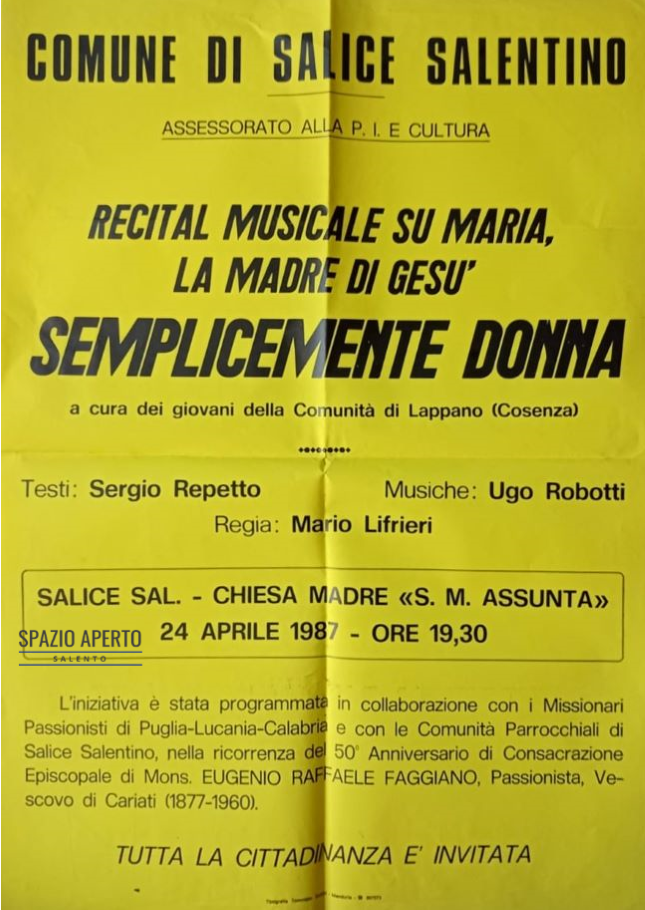 COMUNE DI SALICE SALENTINO
ASSESSORATO ALLA P. I. E CULTURA
RECITAL MUSICALE SU MARIA,
LA MADRE DI GESU'
SEMPLICEMENTE DONNA
a cura dei giovani della Comunità di Lappano (Cosenza)
Testi: Sergio Repetto Musiche: Ugo Robotti
Regia: Mario Lifrieri
SALICE SAL. - CHIESA MADRE «S. M. ASSUNTA»
24 APRILE 1987 - ORE 19,30
SPAZIO APERTO
SALENTO
L'iniziativa è stata programmata in collaborazione con i Missionari
Passionisti di Puglia-Lucania-Calabria e con le Comunità Parrocchiali di
Salice Salentino, nella ricorrenza del 50° Anniversario di Consacrazione
Episcopale di Mons. EUGENIO RAFFAELE FAGGIANO, Passionista, Ve-
scovo di Cariati (1877-1960).
TUTTA LA CITTADINANZA E' INVITATA